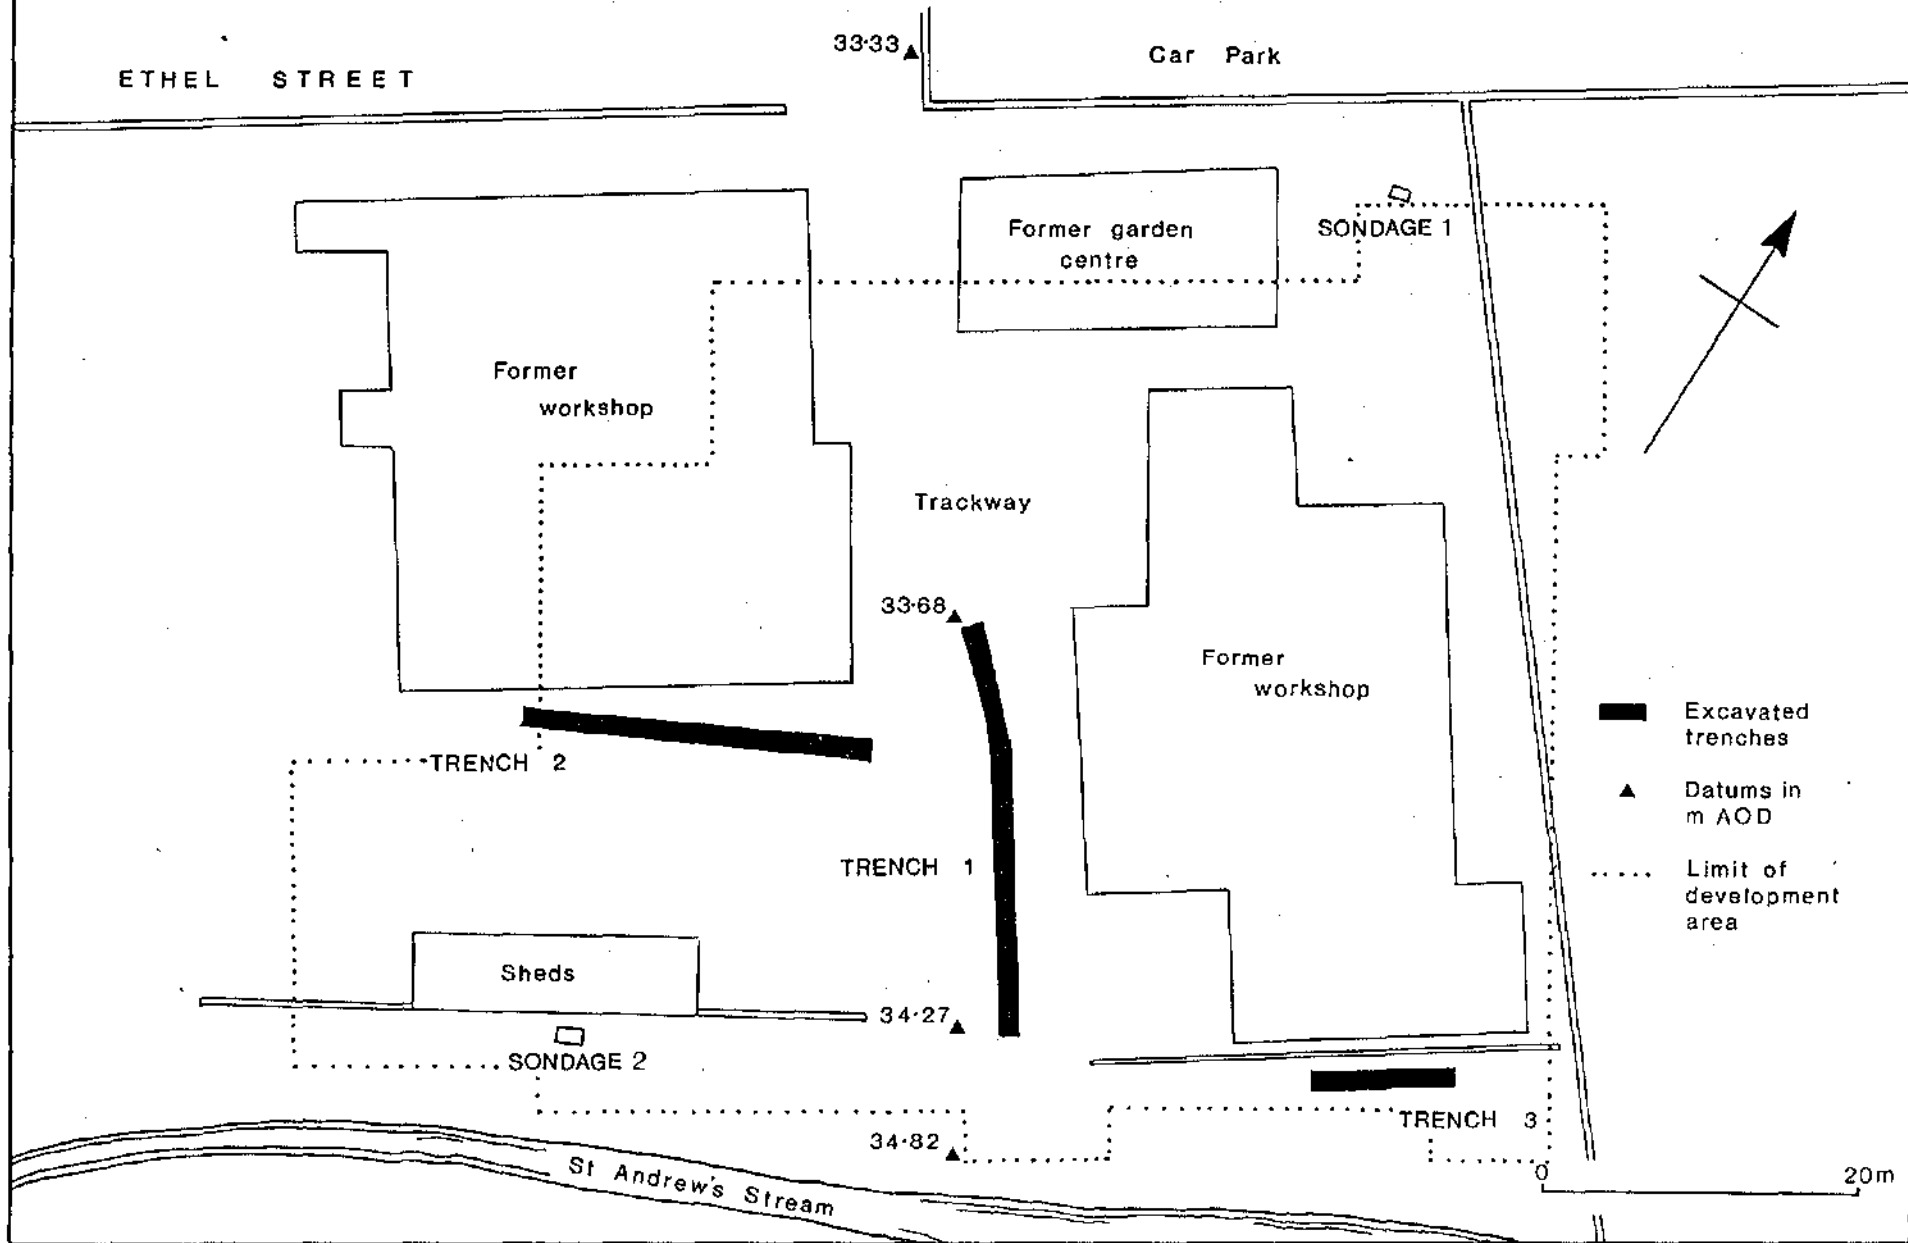 33·33
Car Park
ETHEL STREET
Former garden
centre
SONDAGE 1
Former
workshop
Trackway
33·68
Former
workshop
Excavated
trenches
TRENCH 2
Datums in
m AOD
TRENCH 1
Limit of
development
area
Sheds
34·27
SONDAGE 2
TRENCH 3
34·82
St Andrew's Stream
0
20m